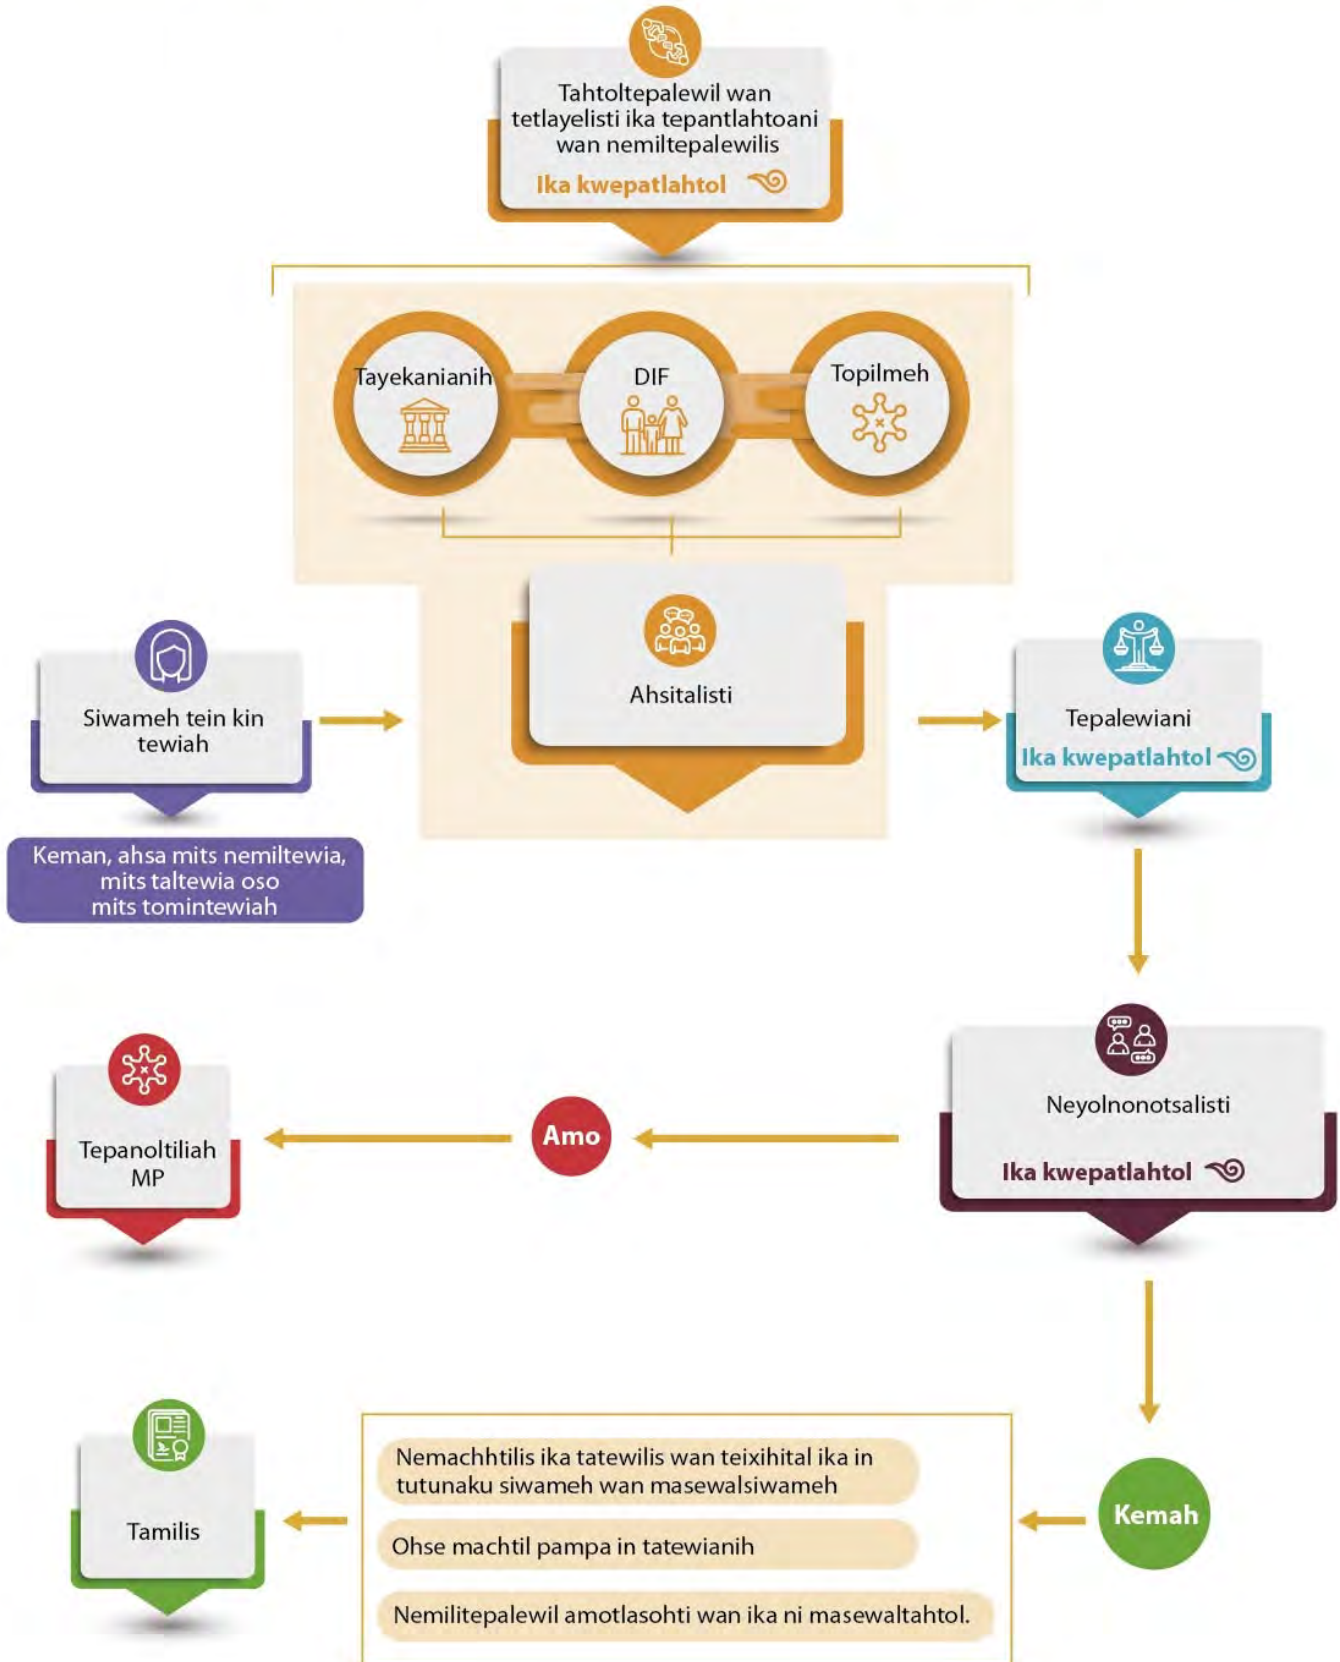 Tahtoltepalewil wan
tetlayelisti ika tepantlahtoani
wan nemiltepalewilis
Ika kwepatlahtol
Tayekanianih
DIF
Topilmeh
Ahsitalisti
Siwameh tein kin
tewiah
Keman, ahsa mits nemiltewia,
mits taltewia oso
mits tomintewiah
Tepalewiani
Ika kwepatlahtol
Neyolnonotsalisti
Ika kwepatlahtol
Amo
Tepanoltiliah
MP
Kemah
Nemachhtilis ika tatewilis wan teixihital ika in
tutunaku siwameh wan masewalsiwameh
Ohse machtil pampa in tatewianih
Nemilitepalewil amotlasohti wan ika ni masewaltahtol.
Tamilis